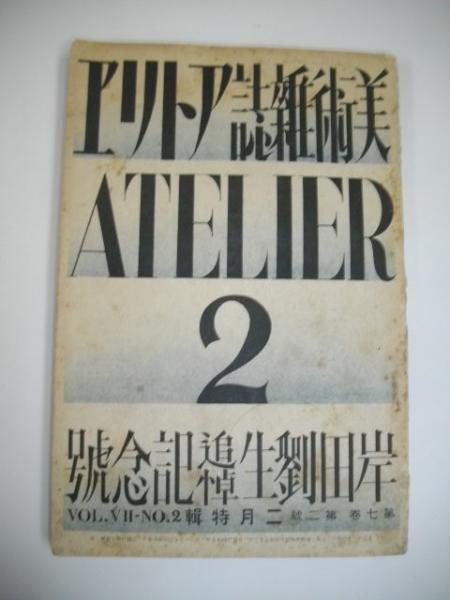 美術雜誌アトリヱ
ATELIER
2
岸田劉生追悼記念號
第七卷 第二號 二月特輯 VOL.VII-NO.2